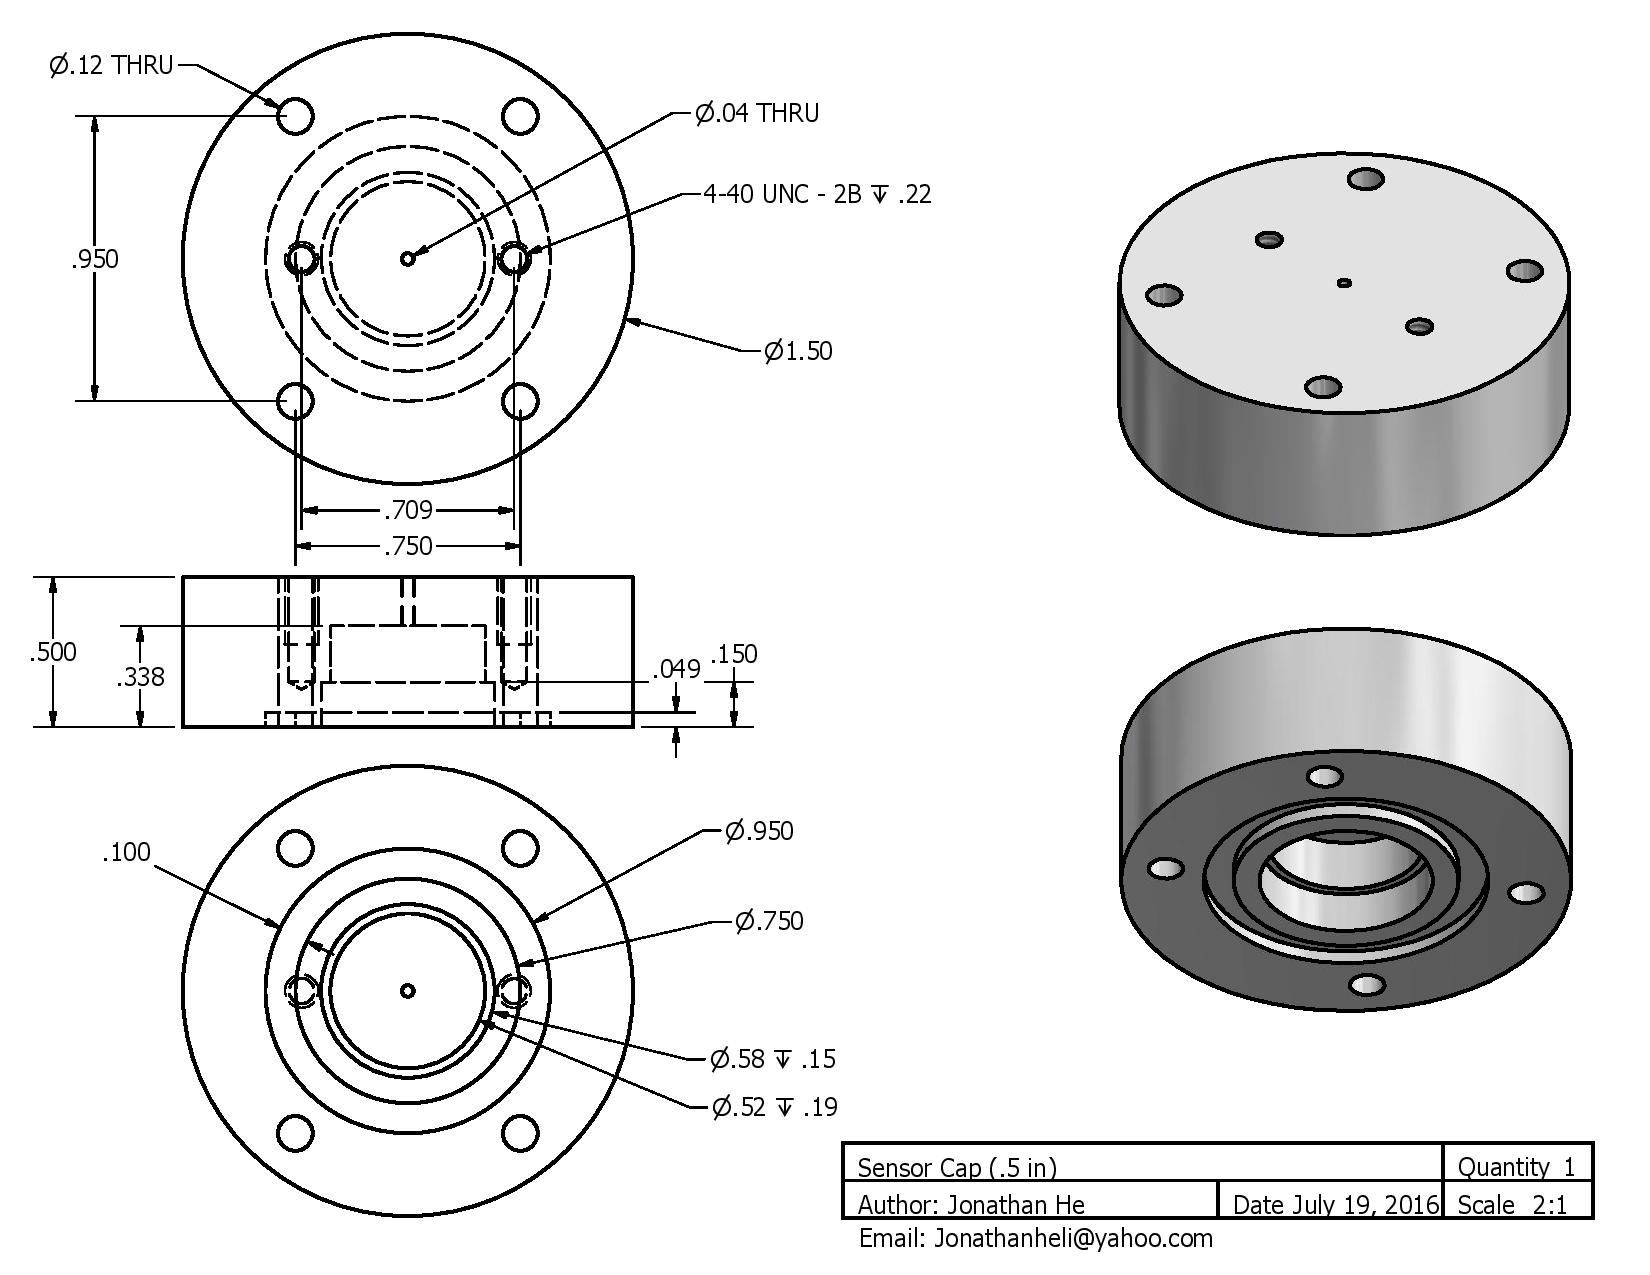 Ø.12 THRU
Ø.04 THRU
4-40 UNC - 2B ↧ .22
.950
Ø1.50
.709
.750
.500
.338
.049
.150
Ø.950
.100
Ø.750
Ø.58 ↧ .15
Ø.52 ↧ .19
Sensor Cap (.5 in)
Quantity 1
Author: Jonathan He
Date July 19, 2016
Scale 2:1
Email: Jonathanheli@yahoo.com